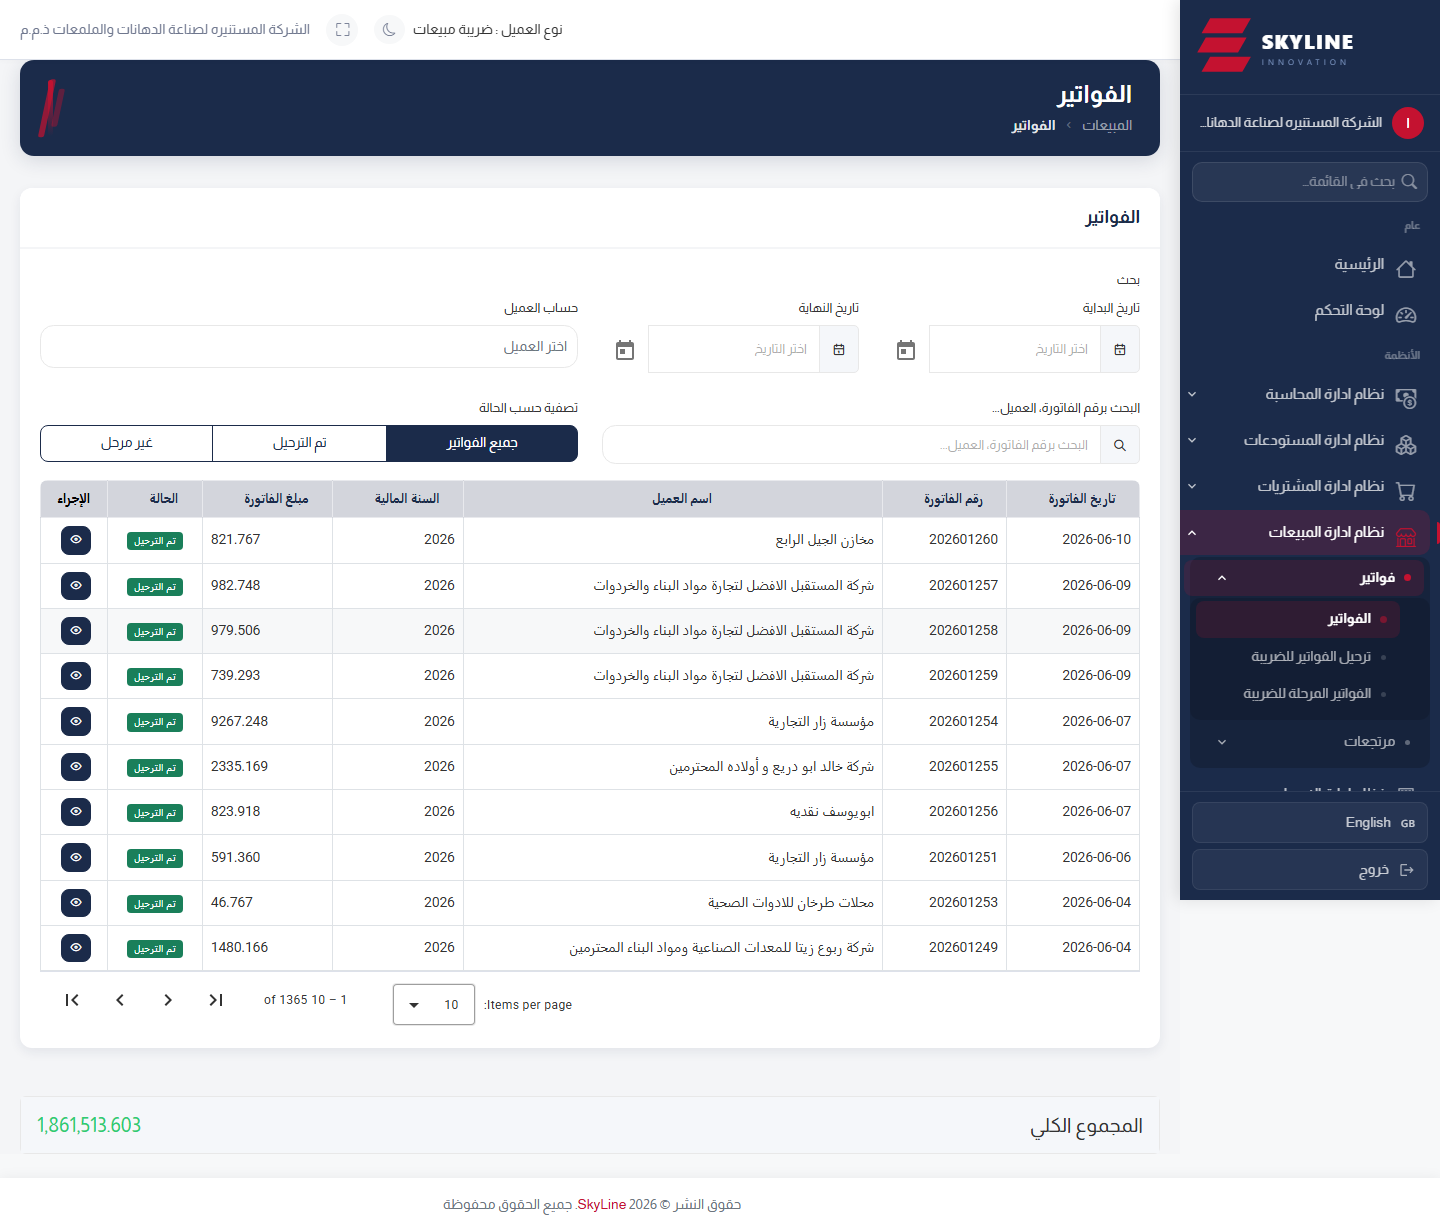 SKYLINE
INNOVATION
الشركة المستنيره لصناعة الدهانا...
بحث في القائمة...
عام
الرئيسية
لوحة التحكم
الأنظمة
نظام ادارة المحاسبة
نظام ادارة المستودعات
نظام ادارة المشتريات
نظام ادارة المبيعات
فواتير
الفواتير
ترحيل الفواتير للضريبة
الفواتير المرحلة للضريبة
مرتجعات
GB English
خروج
نوع العميل : ضريبة مبيعات
الشركة المستنيره لصناعة الدهانات والملمعات ذ.م.م
الفواتير
المبيعات › الفواتير
الفواتير
بحث
تاريخ البداية تاريخ النهاية حساب العميل
اختر التاريخ اختر التاريخ اختر العميل
البحث برقم الفاتورة، العميل... تصفية حسب الحالة
البحث برقم الفاتورة، العميل... جميع الفواتير تم الترحيل غير مرحل
تاريخ الفاتورة رقم الفاتورة اسم العميل السنة المالية مبلغ الفاتورة الحالة الإجراء
2026-06-10 202601260 مخازن الجيل الرابع 2026 821.767 تم الترحيل
2026-06-09 202601257 شركة المستقبل الافضل لتجارة مواد البناء والخردوات 2026 982.748 تم الترحيل
2026-06-09 202601258 شركة المستقبل الافضل لتجارة مواد البناء والخردوات 2026 979.506 تم الترحيل
2026-06-09 202601259 شركة المستقبل الافضل لتجارة مواد البناء والخردوات 2026 739.293 تم الترحيل
2026-06-07 202601254 مؤسسة زار التجارية 2026 9267.248 تم الترحيل
2026-06-07 202601255 شركة خالد ابو دريع و أولاده المحترمين 2026 2335.169 تم الترحيل
2026-06-07 202601256 ابويوسف نقديه 2026 823.918 تم الترحيل
2026-06-06 202601251 مؤسسة زار التجارية 2026 591.360 تم الترحيل
2026-06-04 202601253 محلات طرخان للادوات الصحية 2026 46.767 تم الترحيل
2026-06-04 202601249 شركة ربوع زيتا للمعدات الصناعية ومواد البناء المحترمين 2026 1480.166 تم الترحيل
:Items per page 10 of 1365 10 – 1
المجموع الكلي 1,861,513.603
حقوق النشر © 2026 SkyLine. جميع الحقوق محفوظة